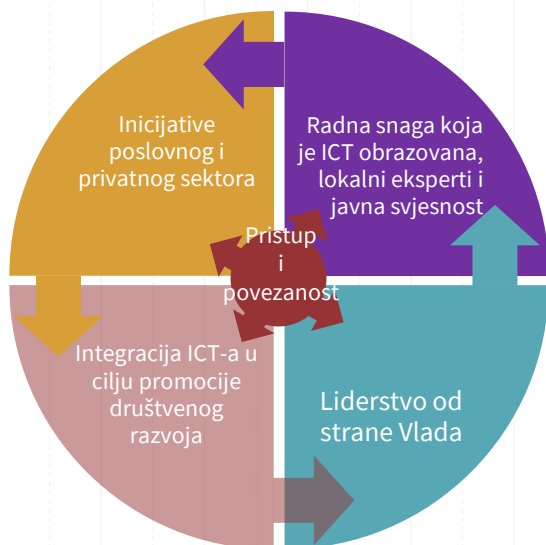 Inicijative
poslovnog i
privatnog sektora
Radna snaga koja
je ICT obrazovana,
lokalni eksperti i
javna svjesnost
Pristup
i
povezanost
Integracija ICT-a u
cilju promocije
društvenog
razvoja
Liderstvo od
strane Vlada